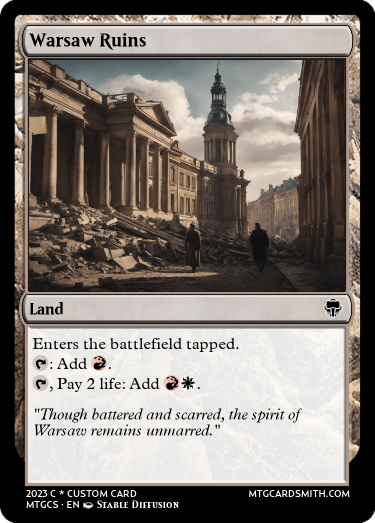 Warsaw Ruins
Land
Enters the battlefield tapped.
: Add .
, Pay 2 life: Add .
"Though battered and scarred, the spirit of
Warsaw remains unmarred."
2023 C * CUSTOM CARD
MTGCARDSMITH.COM
MTGCS · EN Stable Diffusion